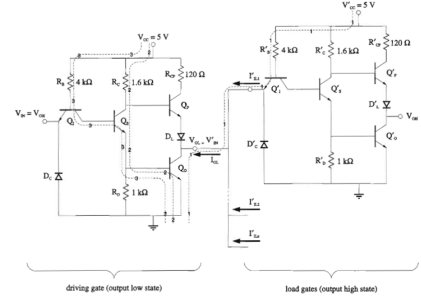 V_CC = 5 V
V'_CC = 5 V
R_B 4 kΩ
R_C 1.6 kΩ
R_CP 120 Ω
R'_B 4 kΩ
R'_C 1.6 kΩ
R'_CP 120 Ω
V_IN = V_OH
Q_I
Q_S
Q_P
D_L
V_OL = V'_IN
I_OL
Q_O
D_C
R_D 1 kΩ
I'_IL1
Q'_I
Q'_S
Q'_P
D'_L
V_OH
Q'_O
D'_C
R'_D 1 kΩ
I'_IL2
I'_ILn
driving gate (output low state)
load gates (output high state)